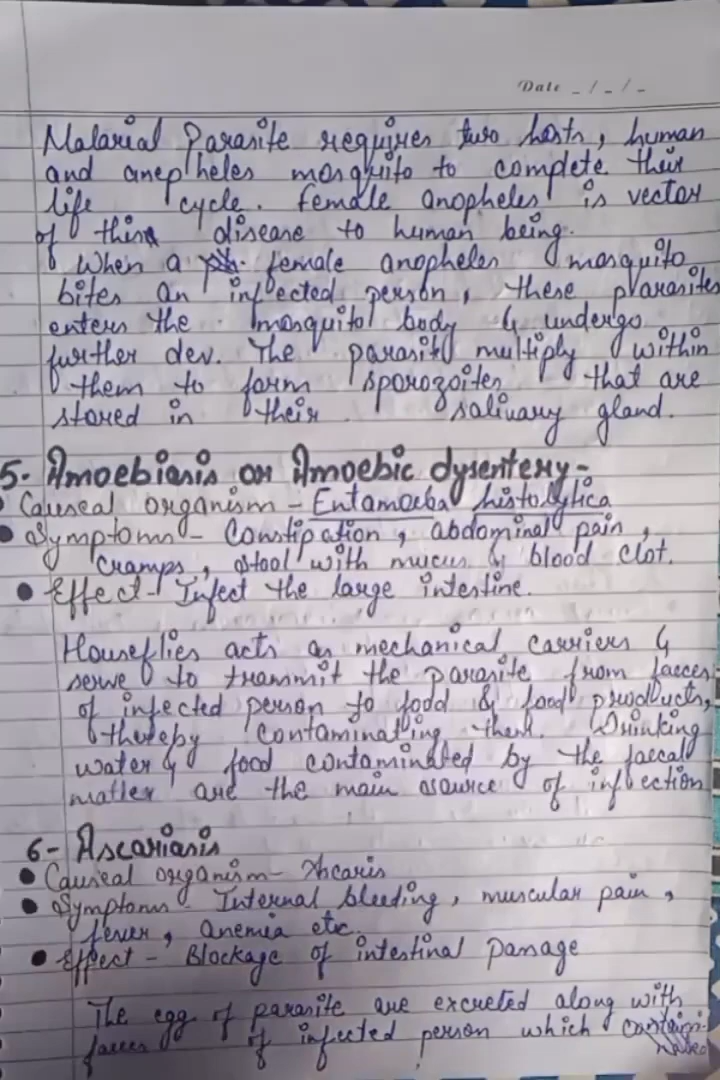 Date _ / _ / _
Malarial Parasite requires two hosts, human
and anepheles mosquito to complete their
life cycle. female anopheles is vector
of this disease to human being.
When a female anopheles mosquito
bites an infected person, these parasites
enters the mosquito body & undergo
further dev. The parasite multiply within
them to form sporozoites that are
stored in their salivary gland.
5- Amoebiasis or Amoebic dysentery-
Causeal organism - Entamoeba histolytica
• Symptoms - Constipation, abdominal pain,
cramps, stool with mucus & blood clot.
• Effect - Infect the large intestine.
Houseflies acts as mechanical carriers &
serve to transmit the parasite from faeces
of infected person to food & food products,
thereby contaminating them. Drinking
water & food contaminated by the faecal
matter are the main source of infection
6- Ascariasis
• Causeal organism - Ascaris
• Symptoms Internal bleeding, muscular pain,
fever, anemia etc.
• Effect - Blockage of intestinal passage
The egg of parasite are excreted along with
faeces of infected person which